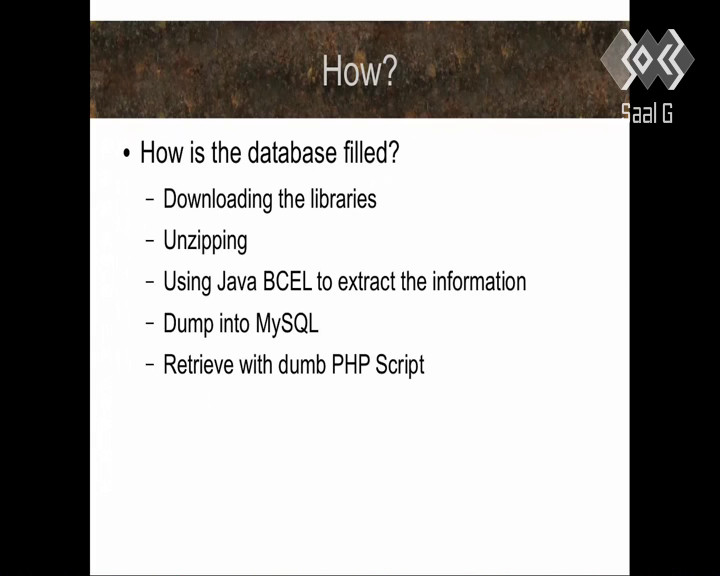 How?
Saal G
• How is the database filled?
– Downloading the libraries
– Unzipping
– Using Java BCEL to extract the information
– Dump into MySQL
– Retrieve with dumb PHP Script